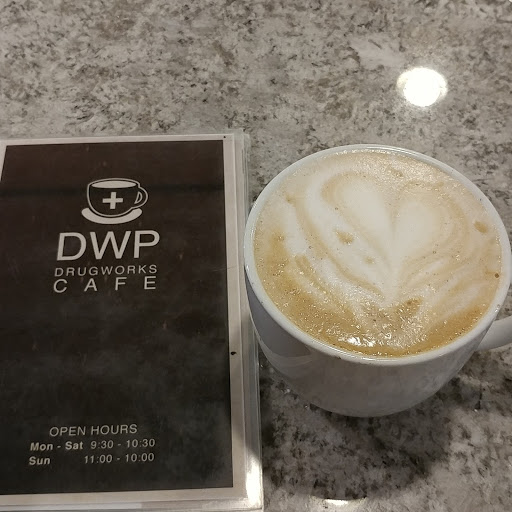 DWP
DRUGWORKS
CAFE
OPEN HOURS
Mon - Sat 9:30 - 10:30
Sun 11:00 - 10:00